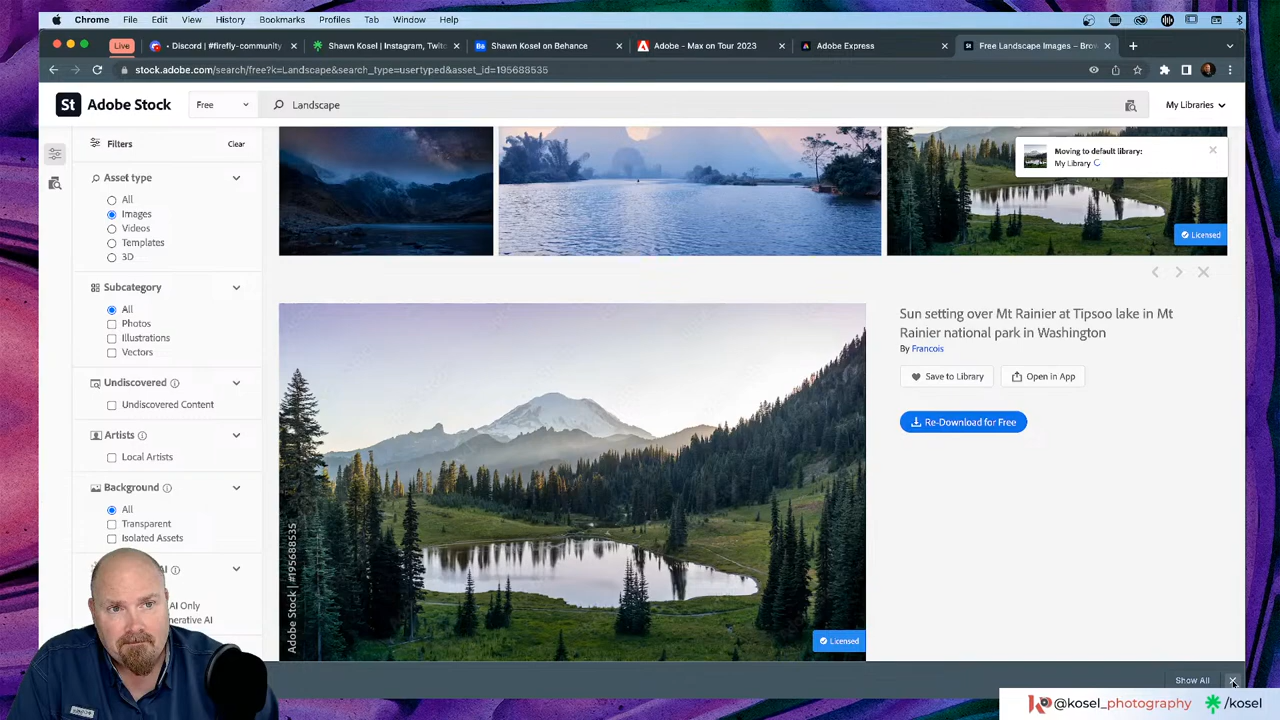 Chrome File Edit View History Bookmarks Profiles Tab Window Help
Live Discord | #firefly-community Shawn Kosel | Instagram, Twitc Shawn Kosel on Behance Adobe - Max on Tour 2023 Adobe Express Free Landscape Images – Brow
stock.adobe.com/search/free?k=Landscape&search_type=usertyped&asset_id=195688535
St Adobe Stock Free Landscape My Libraries
Filters Clear
Moving to default library:
My Library
Asset type
All
Images
Videos
Templates
3D
Licensed
Subcategory
All
Photos
Illustrations
Vectors
Undiscovered
Undiscovered Content
Artists
Local Artists
Background
All
Transparent
Isolated Assets
AI
AI Only
nerative AI
Sun setting over Mt Rainier at Tipsoo lake in Mt
Rainier national park in Washington
By Francois
Save to Library Open in App
Re-Download for Free
Adobe Stock | #195688535
Licensed
Show All
@kosel_photography /kosel